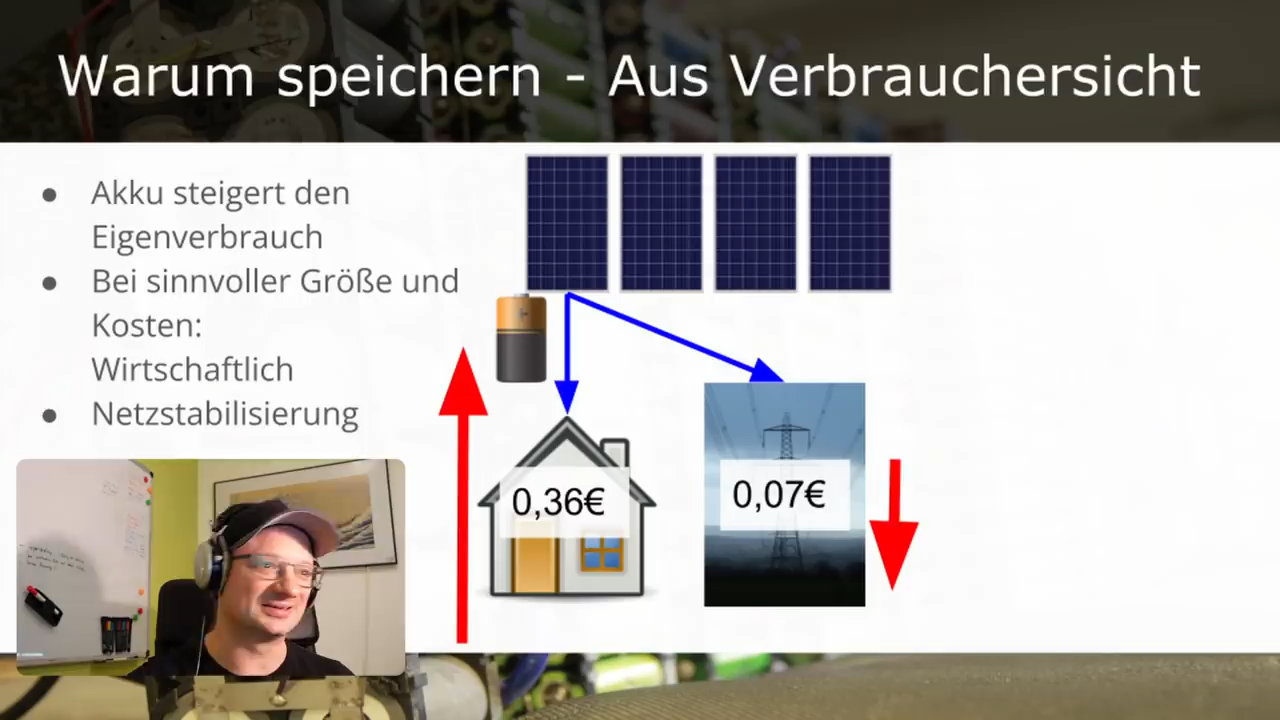 Warum speichern - Aus Verbrauchersicht
● Akku steigert den
Eigenverbrauch
● Bei sinnvoller Größe und
Kosten:
Wirtschaftlich
● Netzstabilisierung
0,36€
0,07€